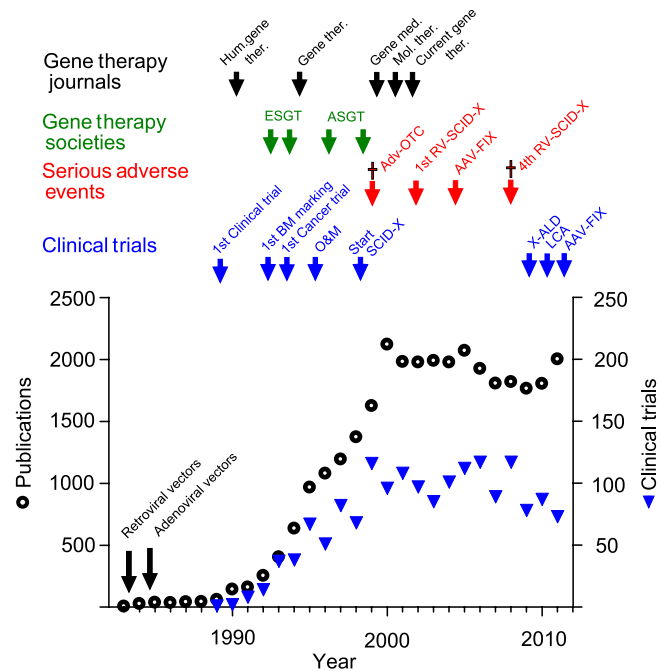 Gene therapy
journals
Hum.gene
ther.
Gene ther.
Gene med.
Mol. ther.
Current gene
ther.
Gene therapy
societies
ESGT
ASGT
Serious adverse
events
Adv-OTC
1st RV-SCID-X
AAV-FIX
4th RV-SCID-X
Clinical trials
1st Clinical trial
1st BM marking
1st Cancer trial
O&M
Start
SCID-X
X-ALD
LCA
AAV-FIX
2500
2000
1500
1000
500
Publications
250
200
150
100
50
Clinical trials
Retroviral vectors
Adenoviral vectors
1990
2000
2010
Year